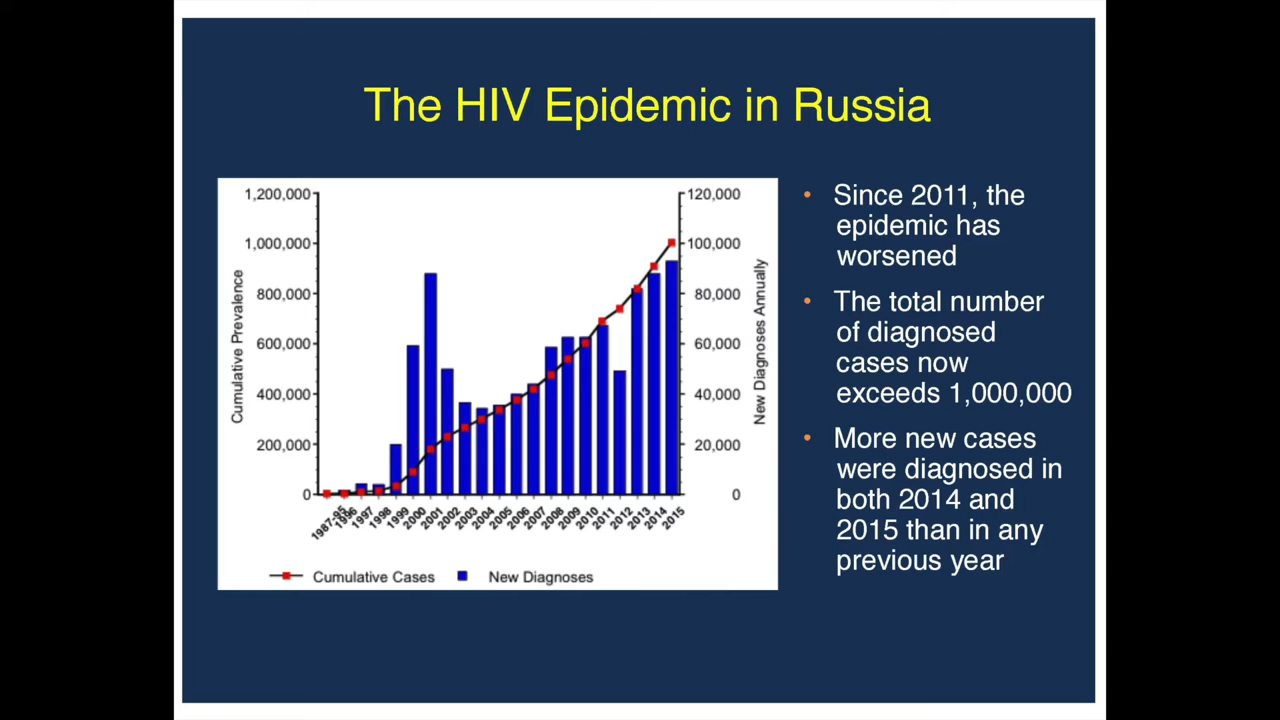 The HIV Epidemic in Russia
1,200,000
1,000,000
800,000
600,000
400,000
200,000
0
Cumulative Prevalence
120,000
100,000
80,000
60,000
40,000
20,000
0
New Diagnoses Annually
1987-95
1996
1997
1998
1999
2000
2001
2002
2003
2004
2005
2006
2007
2008
2009
2010
2011
2012
2013
2014
2015
Cumulative Cases
New Diagnoses
• Since 2011, the
epidemic has
worsened
• The total number
of diagnosed
cases now
exceeds 1,000,000
• More new cases
were diagnosed in
both 2014 and
2015 than in any
previous year